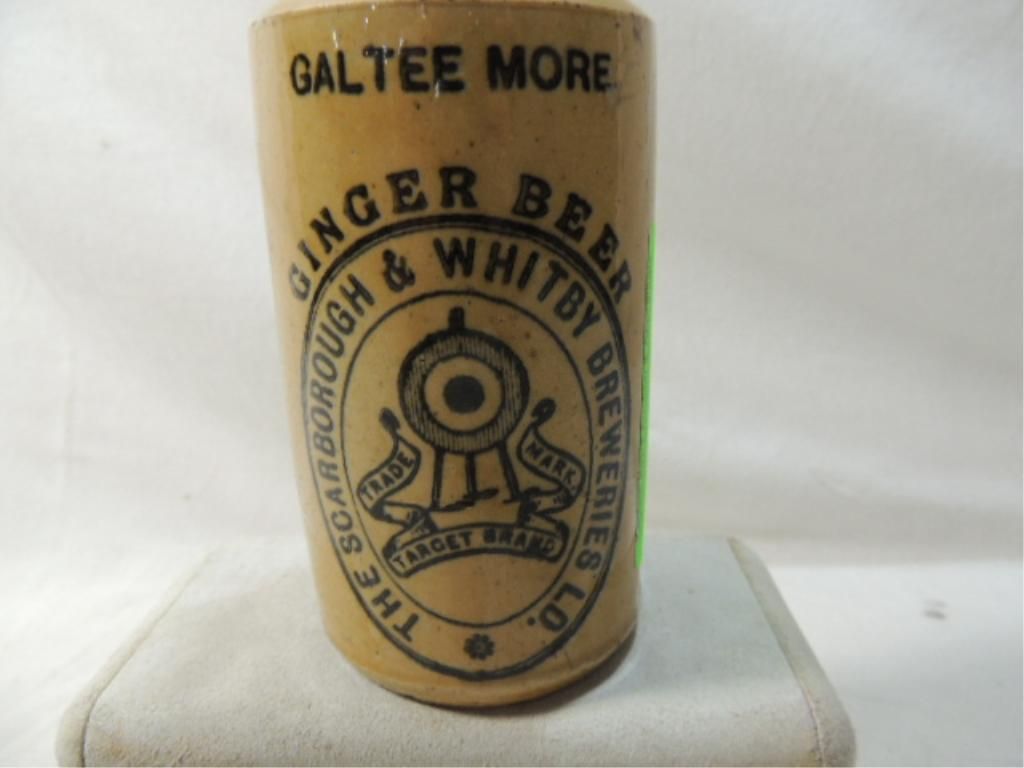 GALTEE MORE.
GINGER BEER
THE SCARBOROUGH & WHITBY BREWERIES LD.
TRADE MARK
TARGET BRAND